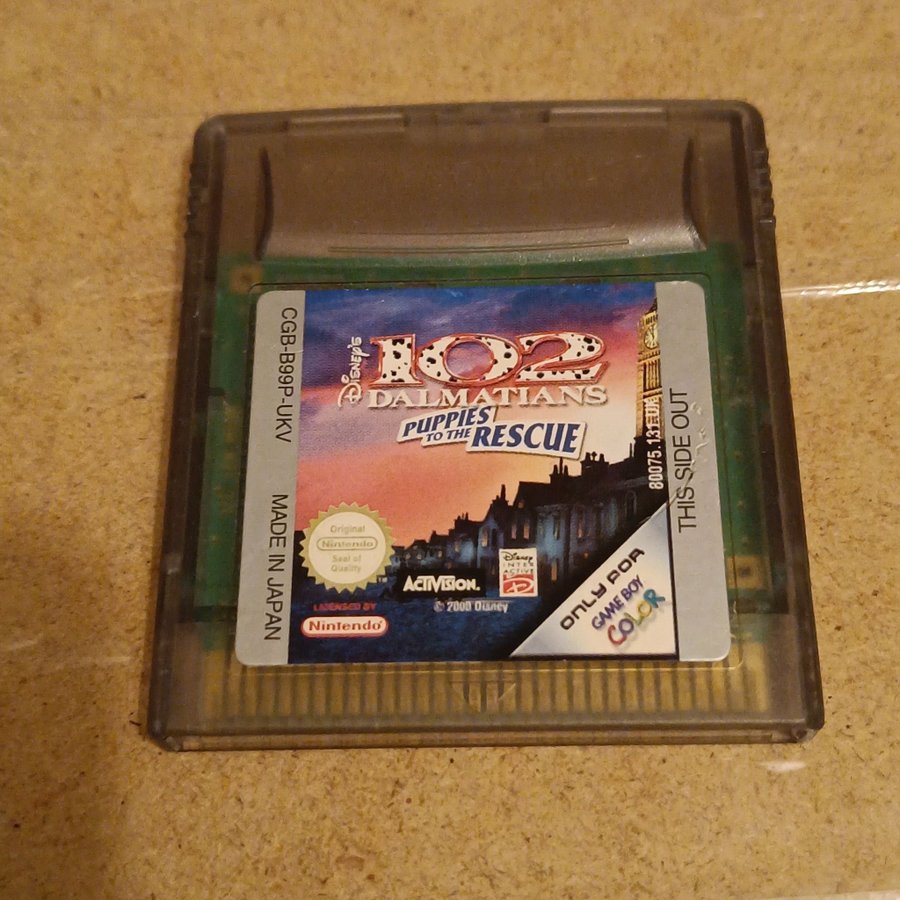 CGB-B99P-UKV
MADE IN JAPAN
DISNEY'S
102
DALMATIANS
PUPPIES
TO THE RESCUE
80075.131.UK
THIS SIDE OUT
Original
Nintendo
Seal of
Quality
LICENSED BY
Nintendo
ACTIVISION.
© 2000 Disney
Disney
INTER
ACTIVE
ONLY FOR
GAME BOY
COLOR